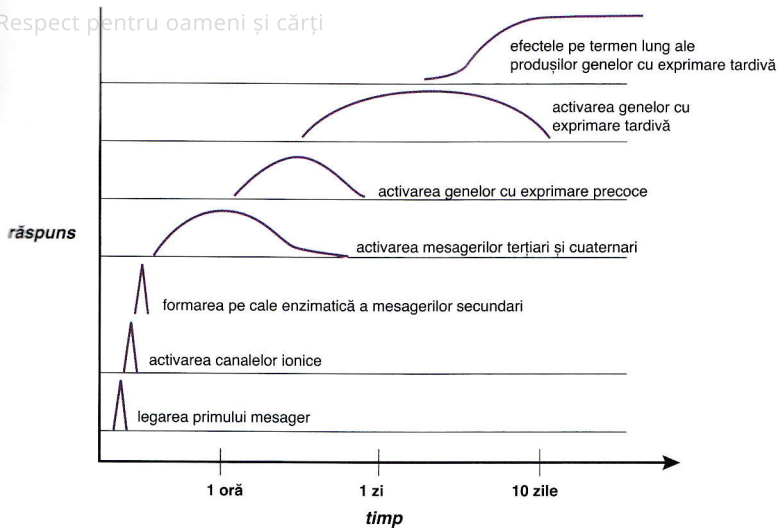 Respect pentru oameni și cărți
efectele pe termen lung ale
produșilor genelor cu exprimare tardivă
activarea genelor cu
exprimare tardivă
activarea genelor cu exprimare precoce
răspuns
activarea mesagerilor terțiari și cuaternari
formarea pe cale enzimatică a mesagerilor secundari
activarea canalelor ionice
legarea primului mesager
1 oră
1 zi
10 zile
timp